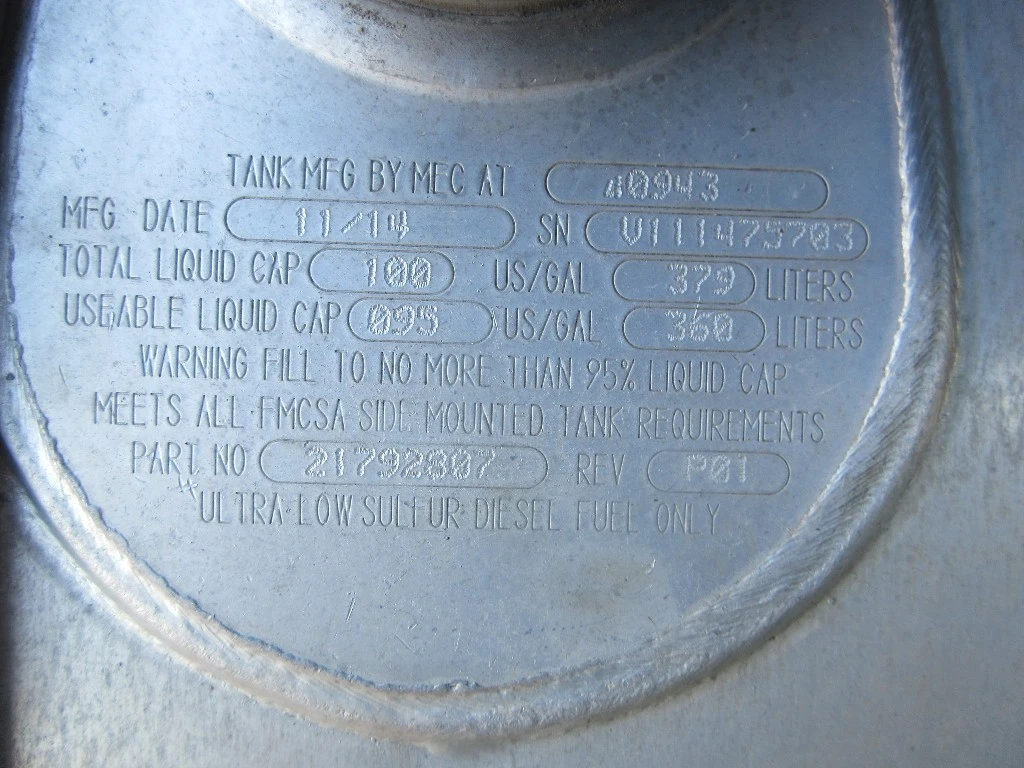 TANK MFG BY MEC AT 40943
MFG DATE 11/14 SN V111475703
TOTAL LIQUID CAP 100 US/GAL 379 LITERS
USEABLE LIQUID CAP 095 US/GAL 360 LITERS
WARNING FILL TO NO MORE THAN 95% LIQUID CAP
MEETS ALL FMCSA SIDE MOUNTED TANK REQUIREMENTS
PART NO 21792807 REV P01
ULTRA LOW SULFUR DIESEL FUEL ONLY